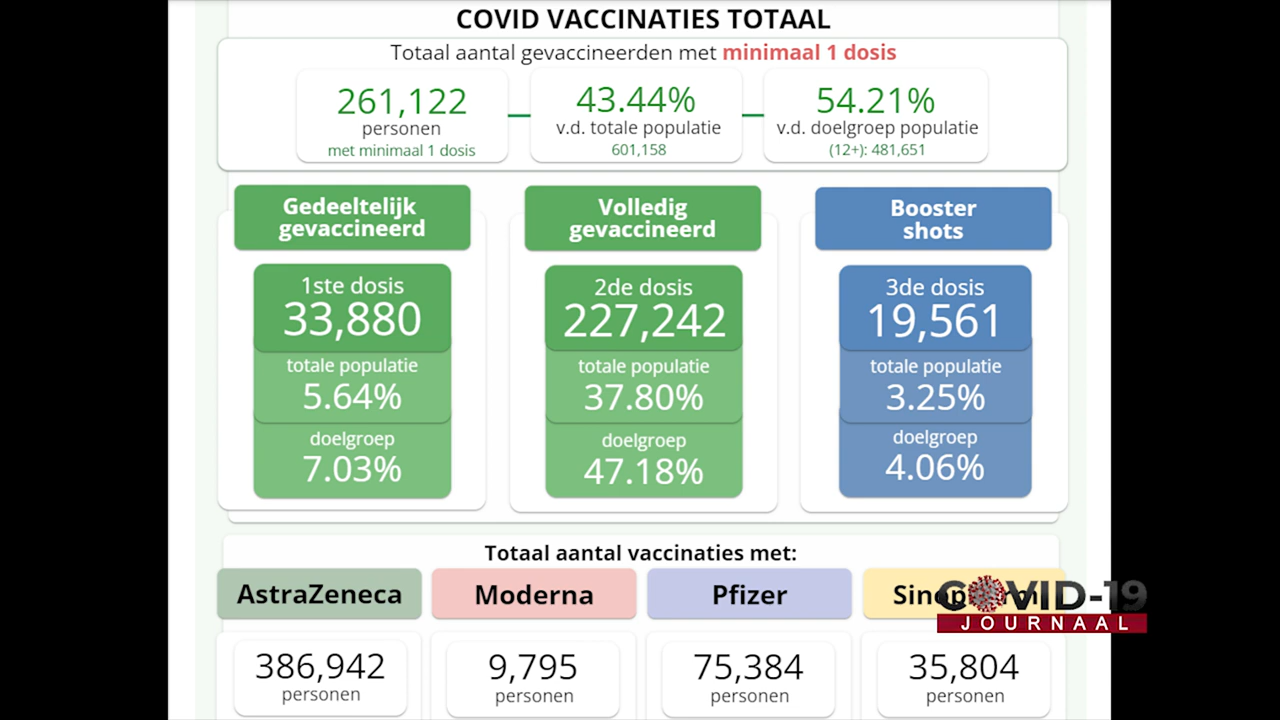 COVID VACCINATIES TOTAAL
Totaal aantal gevaccineerden met minimaal 1 dosis
261,122
personen
met minimaal 1 dosis
43.44%
v.d. totale populatie
601,158
54.21%
v.d. doelgroep populatie
(12+): 481,651
Gedeeltelijk
gevaccineerd
1ste dosis
33,880
totale populatie
5.64%
doelgroep
7.03%
Volledig
gevaccineerd
2de dosis
227,242
totale populatie
37.80%
doelgroep
47.18%
Booster
shots
3de dosis
19,561
totale populatie
3.25%
doelgroep
4.06%
Totaal aantal vaccinaties met:
AstraZeneca
Moderna
Pfizer
COVID-19
JOURNAAL
386,942
personen
9,795
personen
75,384
personen
35,804
personen